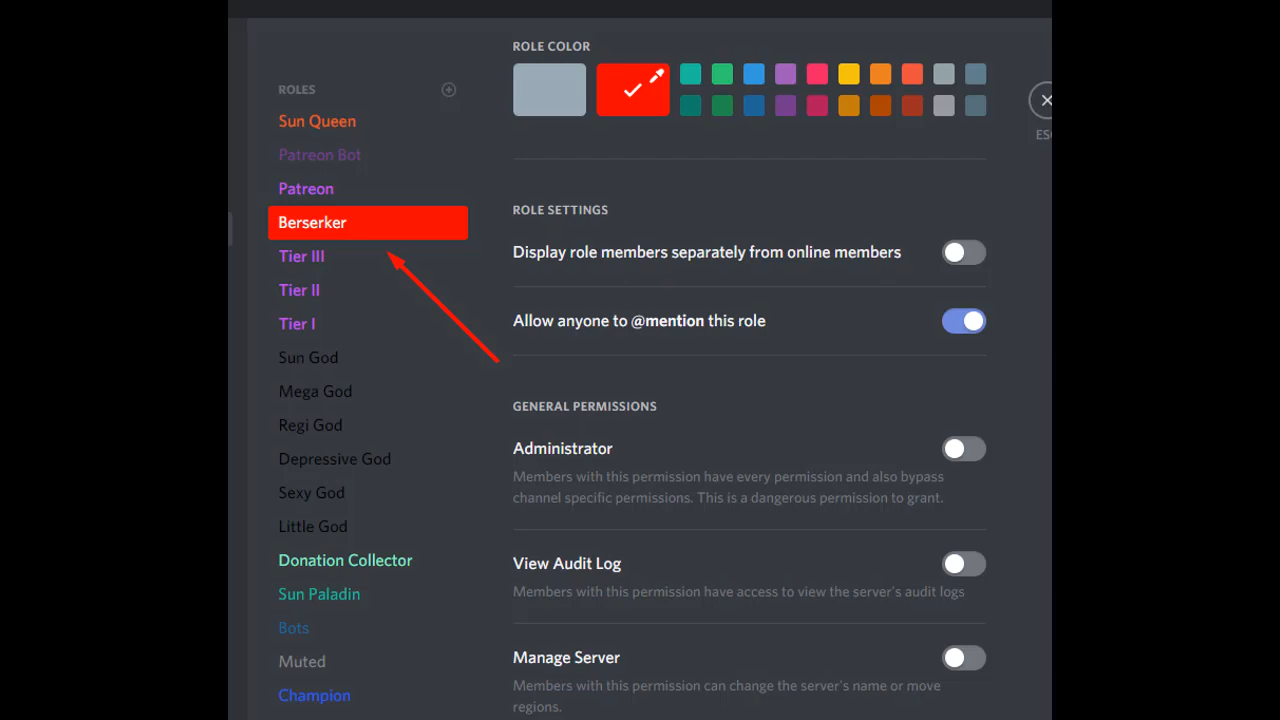 ROLES
Sun Queen
Patreon Bot
Patreon
Berserker
Tier III
Tier II
Tier I
Sun God
Mega God
Regi God
Depressive God
Sexy God
Little God
Donation Collector
Sun Paladin
Bots
Muted
Champion
ROLE COLOR
ROLE SETTINGS
Display role members separately from online members
Allow anyone to @mention this role
GENERAL PERMISSIONS
Administrator
Members with this permission have every permission and also bypass
channel specific permissions. This is a dangerous permission to grant.
View Audit Log
Members with this permission have access to view the server's audit logs
Manage Server
Members with this permission can change the server's name or move
regions.